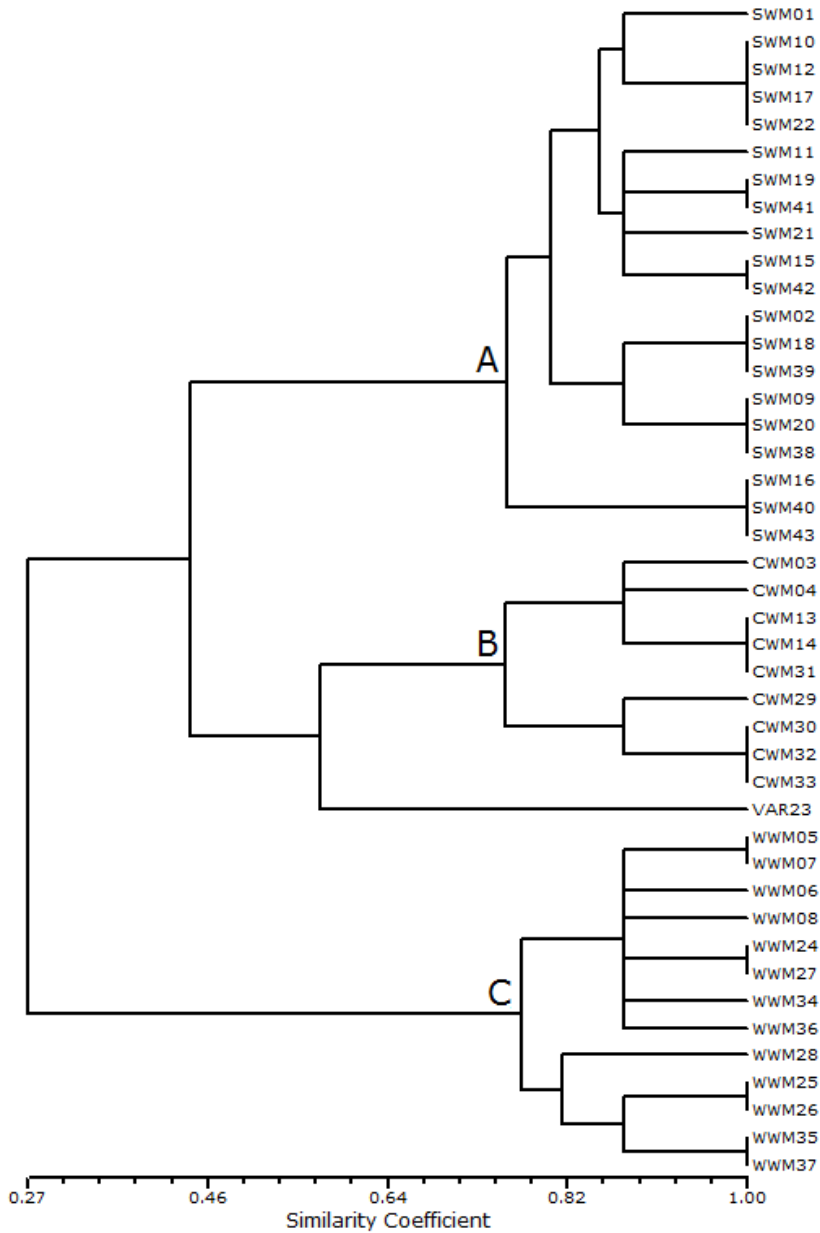 SWM01
SWM10
SWM12
SWM17
SWM22
SWM11
SWM19
SWM41
SWM21
SWM15
SWM42
SWM02
SWM18
SWM39
A
SWM09
SWM20
SWM38
SWM16
SWM40
SWM43
CWM03
CWM04
CWM13
B
CWM14
CWM31
CWM29
CWM30
CWM32
CWM33
VAR23
WWM05
WWM07
WWM06
WWM08
WWM24
WWM27
C
WWM34
WWM36
WWM28
WWM25
WWM26
WWM35
WWM37
0.27 0.46 0.64 0.82 1.00
Similarity Coefficient